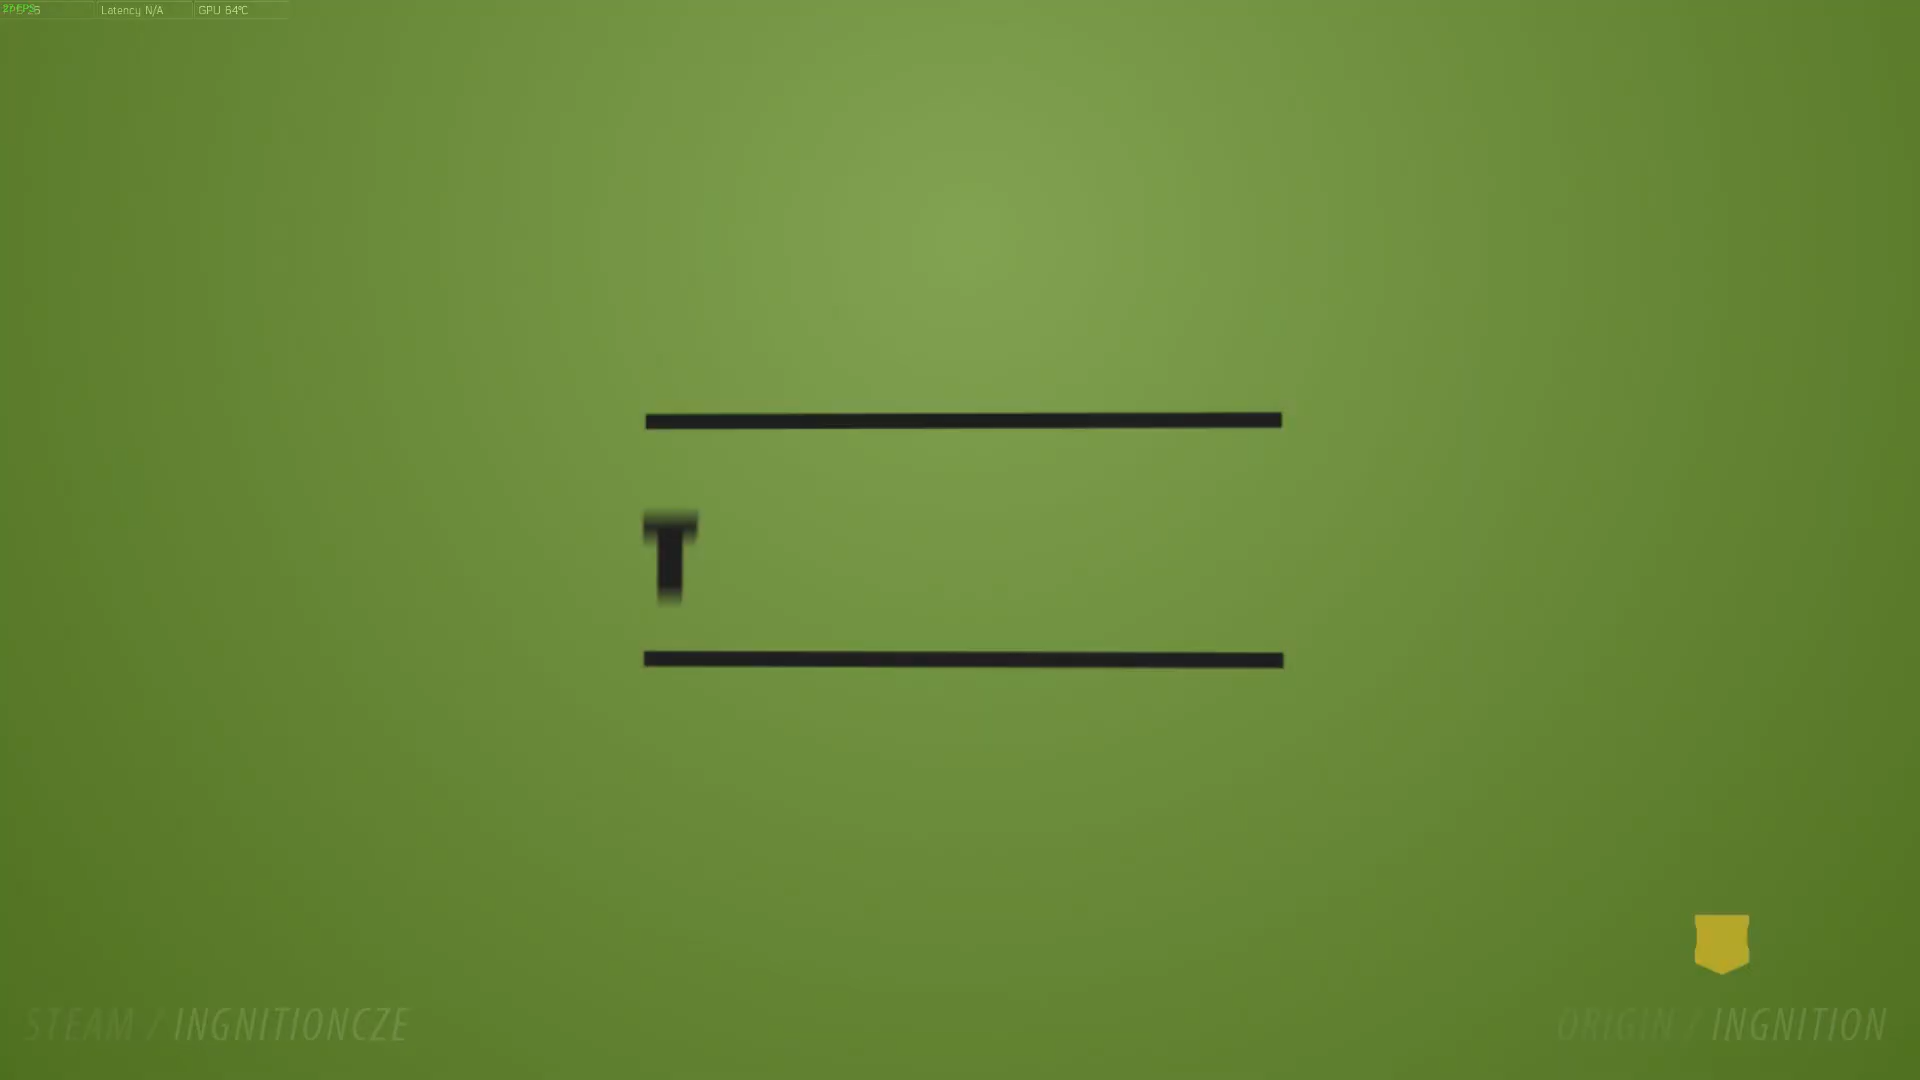 Latency N/A GPU 64°C
T
STEAM / INGNITIONCZE
ORIGIN / INGNITION